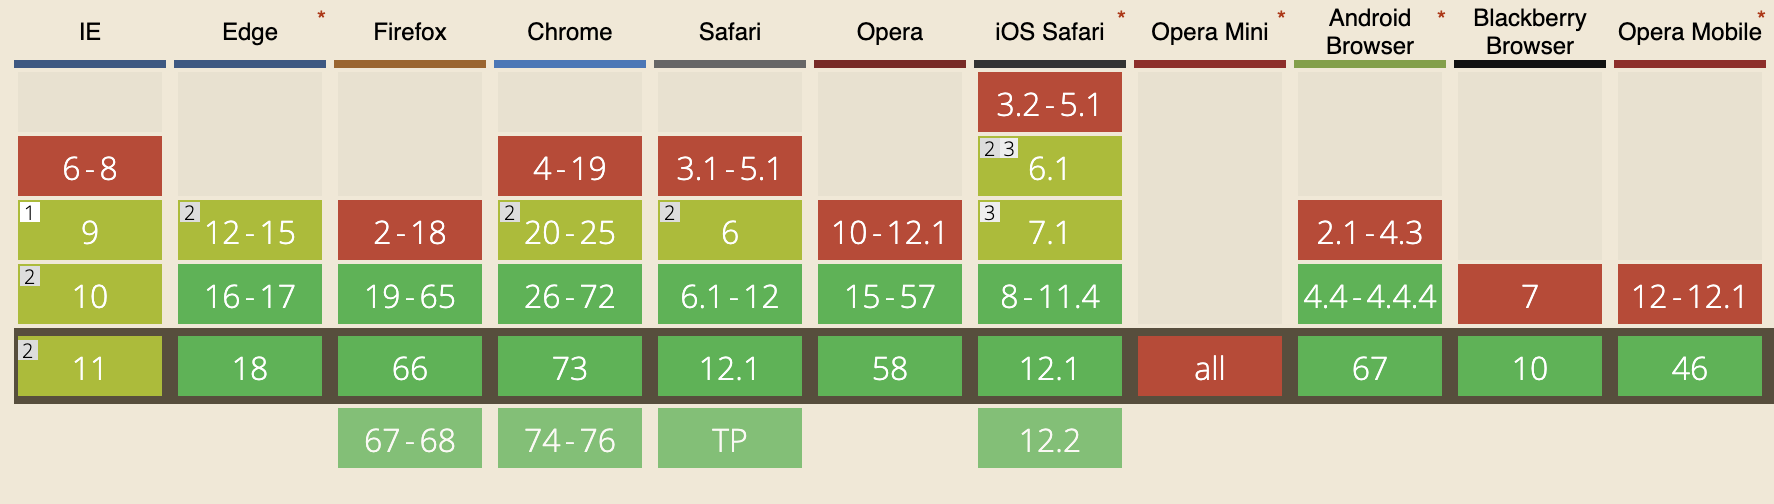 IE Edge * Firefox Chrome Safari Opera iOS Safari * Opera Mini * Android Browser * Blackberry Browser Opera Mobile *
3.2-5.1
6-8 4-19 3.1-5.1 2 3 6.1
1 9 2 12-15 2-18 2 20-25 2 6 10-12.1 3 7.1 2.1-4.3
2 10 16-17 19-65 26-72 6.1-12 15-57 8-11.4 4.4-4.4.4 7 12-12.1
2 11 18 66 73 12.1 58 12.1 all 67 10 46
67-68 74-76 TP 12.2